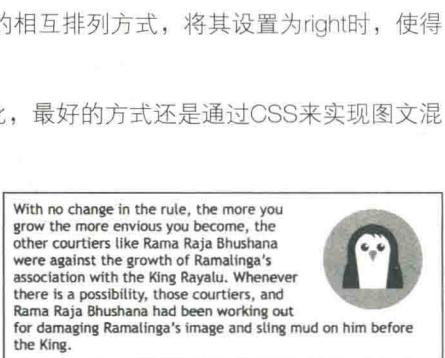 的相互排列方式，将其设置为right时，使得
，最好的方式还是通过CSS来实现图文混
With no change in the rule, the more you
grow the more envious you become, the
other courtiers like Rama Raja Bhushana
were against the growth of Ramalinga's
association with the King Rayalu. Whenever
there is a possibility, those courtiers, and
Rama Raja Bhushana had been working out
for damaging Ramalinga's image and sling mud on him before
the King.